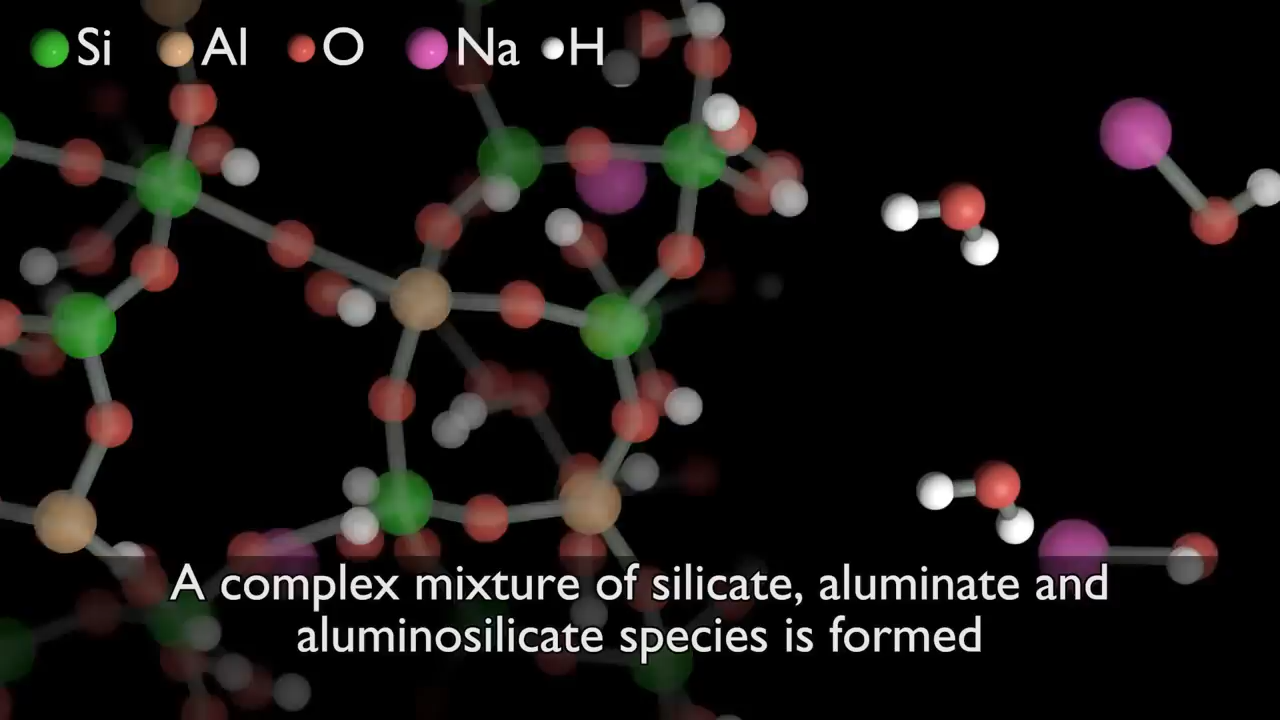 Si Al O Na H
A complex mixture of silicate, aluminate and
aluminosilicate species is formed